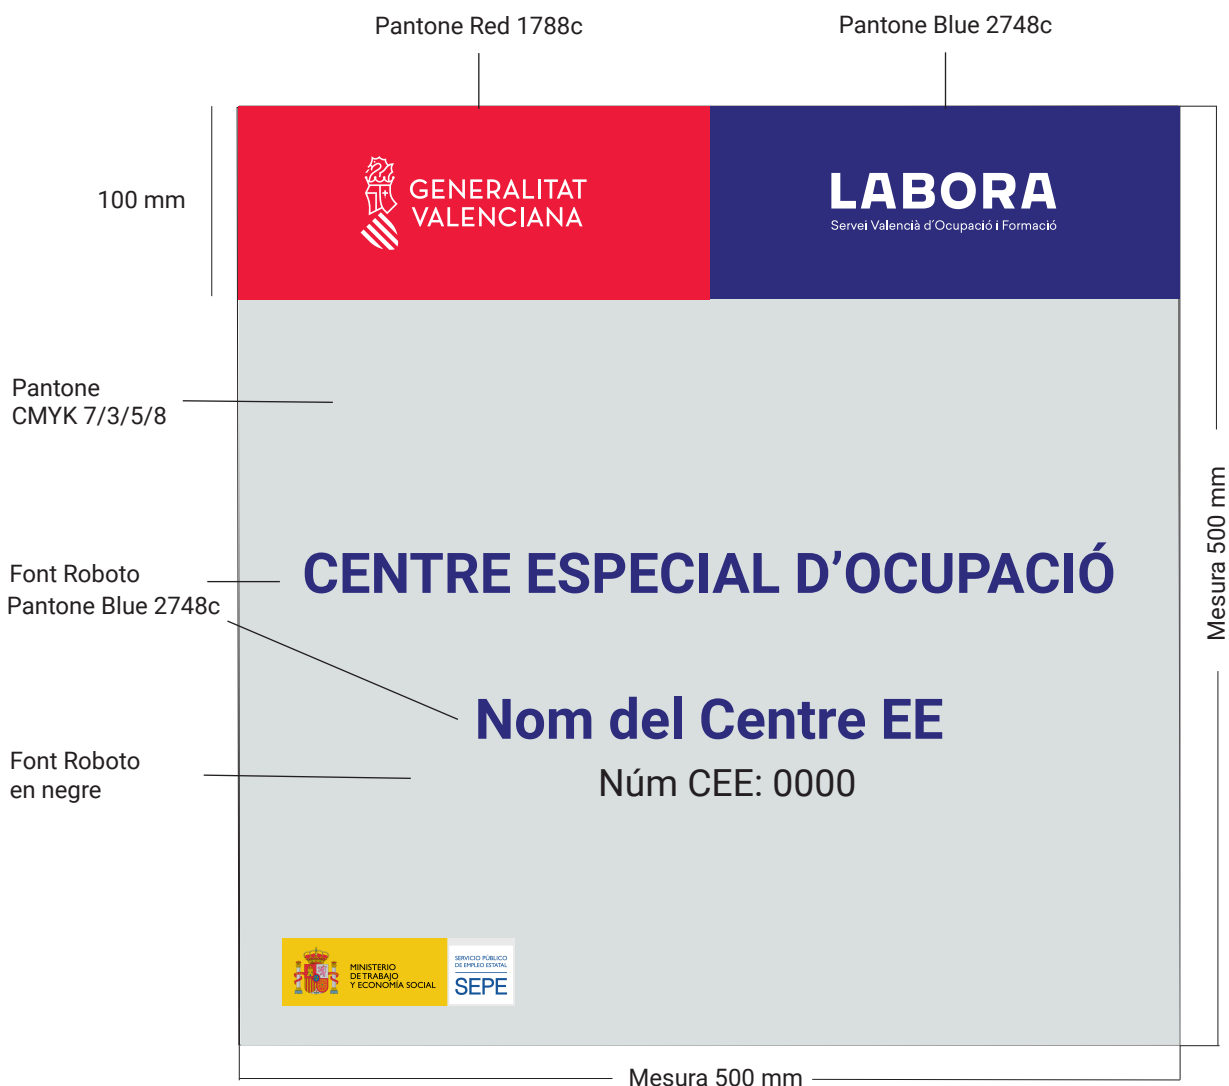 Pantone Red 1788c
Pantone Blue 2748c
100 mm
GENERALITAT
VALENCIANA
LABORA
Servei Valencià d'Ocupació i Formació
Pantone
CMYK 7/3/5/8
Mesura 500 mm
Font Roboto
Pantone Blue 2748c
CENTRE ESPECIAL D’OCUPACIÓ
Nom del Centre EE
Font Roboto
en negre
Núm CEE: 0000
MINISTERIO
DE TRABAJO
Y ECONOMÍA SOCIAL
SERVICIO PÚBLICO
DE EMPLEO ESTATAL
SEPE
Mesura 500 mm